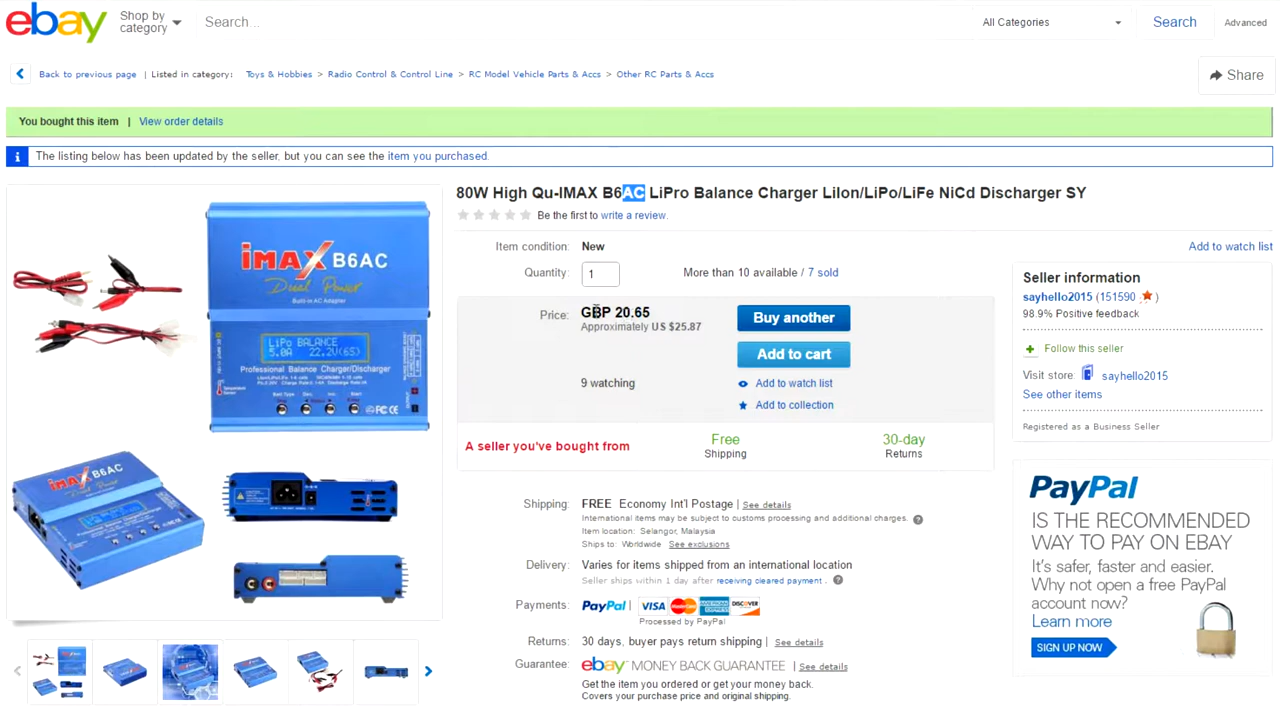 ebay
Shop by
category
Search...
All Categories
Search
Advanced
Back to previous page | Listed in category: Toys & Hobbies > Radio Control & Control Line > RC Model Vehicle Parts & Accs > Other RC Parts & Accs
Share
You bought this item | View order details
i The listing below has been updated by the seller, but you can see the item you purchased.
80W High Qu-IMAX B6AC LiPro Balance Charger LiIon/LiPo/LiFe NiCd Discharger SY
Be the first to write a review.
Item condition: New
Quantity: 1
More than 10 available / 7 sold
Price: GBP 20.65
Approximately US $25.87
Buy another
Add to cart
9 watching
Add to watch list
Add to collection
A seller you've bought from
Free
Shipping
30-day
Returns
Shipping: FREE Economy Int'l Postage | See details
International items may be subject to customs processing and additional charges.
Item location: Selangor, Malaysia
Ships to: Worldwide See exclusions
Delivery: Varies for items shipped from an international location
Seller ships within 1 day after receiving cleared payment .
Payments: PayPal | VISA MasterCard AMERICAN EXPRESS DISCOVER
Processed by PayPal
Returns: 30 days, buyer pays return shipping | See details
Guarantee: ebay MONEY BACK GUARANTEE | See details
Get the item you ordered or get your money back.
Covers your purchase price and original shipping.
Add to watch list
Seller information
sayhello2015 (151590 )
98.9% Positive feedback
Follow this seller
Visit store: sayhello2015
See other items
Registered as a Business Seller
PayPal
IS THE RECOMMENDED
WAY TO PAY ON EBAY
It's safer, faster and easier.
Why not open a free PayPal
account now?
Learn more
SIGN UP NOW
iMAX B6AC
Dual Power
Built-in AC Adapter
LiPo BALANCE
5.0A 22.2V(6S)
Professional Balance Charger/Discharger
Batt Type Dec. Inc. Start
FC CE
iMAX B6AC
Dual Power